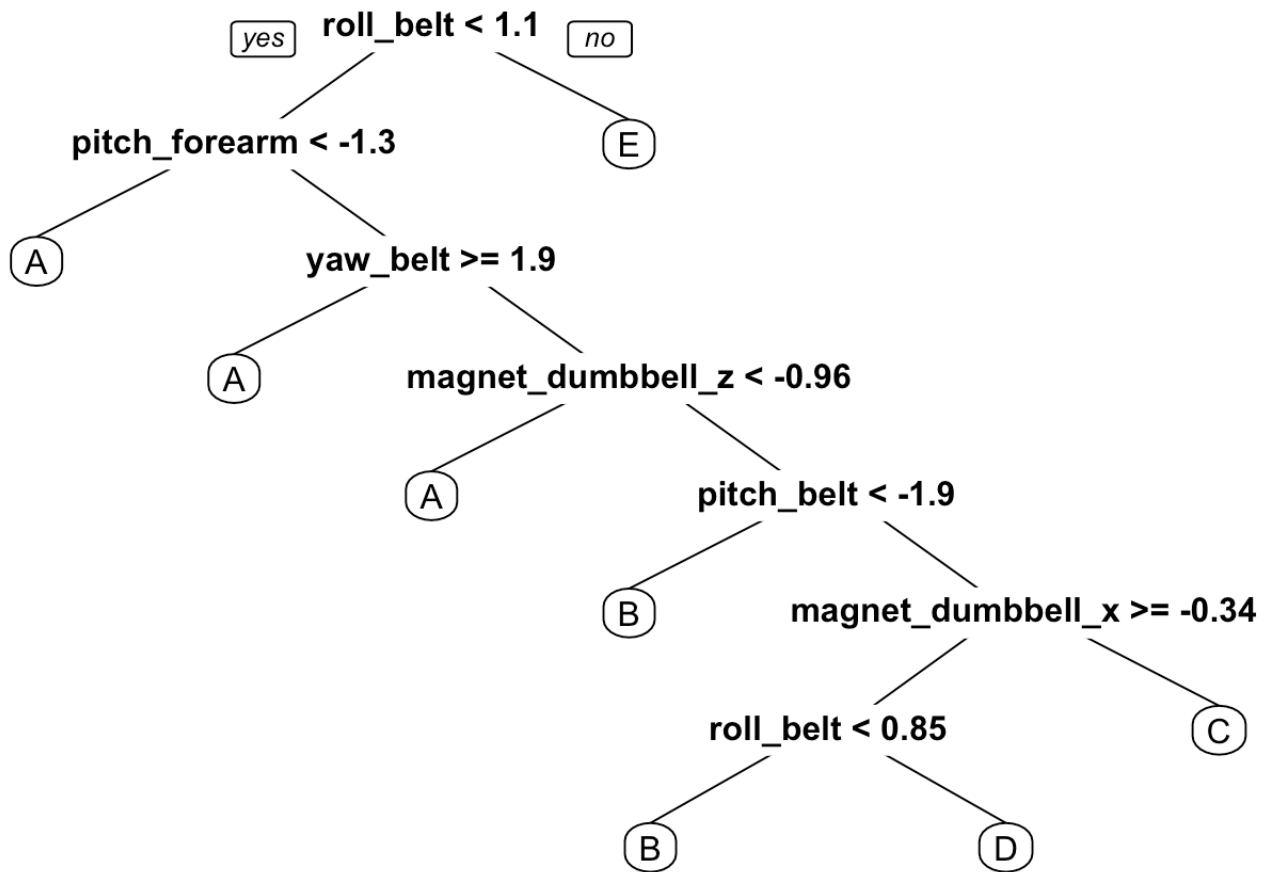 yes roll_belt < 1.1 no
pitch_forearm < -1.3
E
A
yaw_belt >= 1.9
A
magnet_dumbbell_z < -0.96
A
pitch_belt < -1.9
B
magnet_dumbbell_x >= -0.34
roll_belt < 0.85
C
B
D